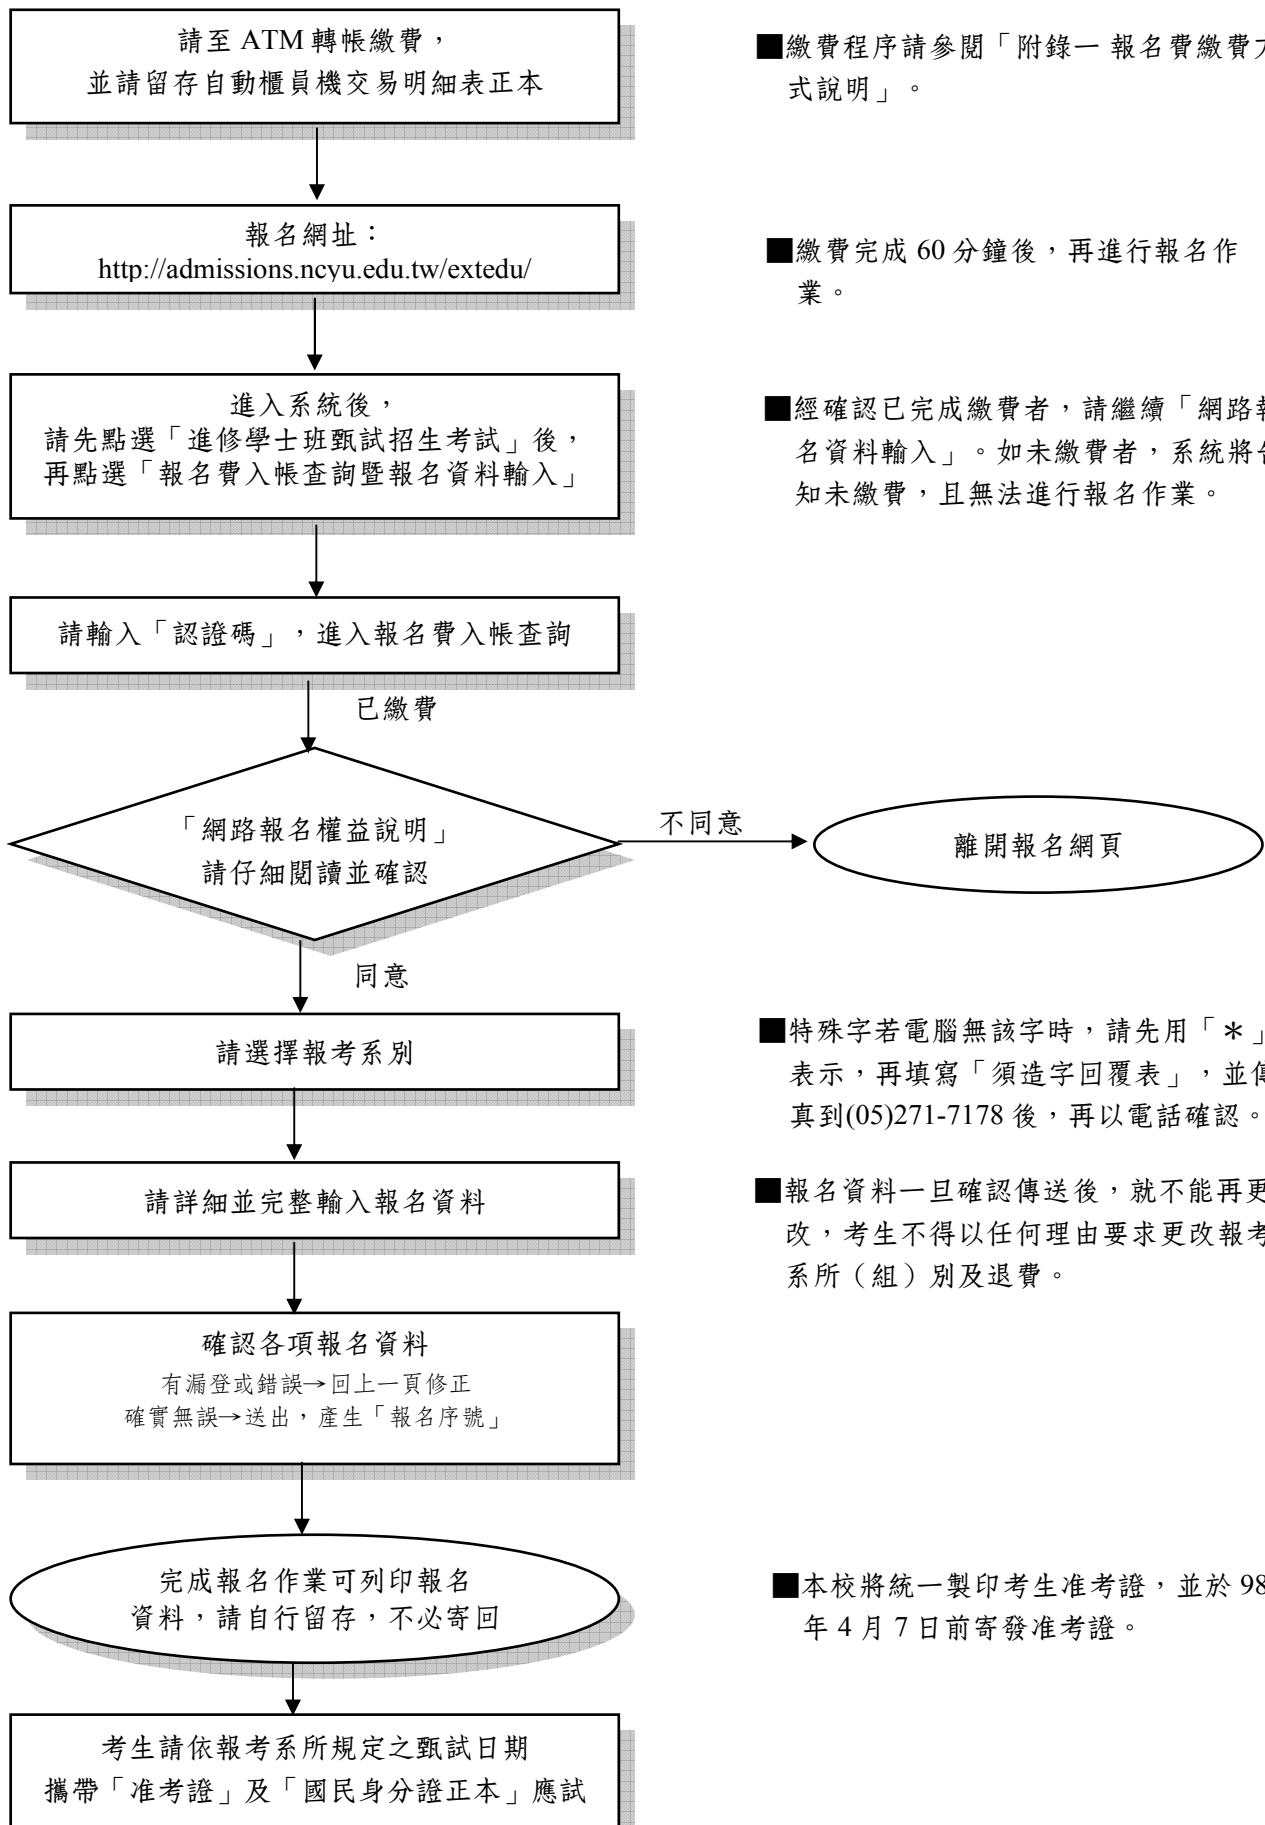 請至 ATM 轉帳繳費，
並請留存自動櫃員機交易明細表正本
■繳費程序請參閱「附錄一 報名費繳費方
式說明」。
報名網址：
http://admissions.ncyu.edu.tw/extedu/
■繳費完成 60 分鐘後，再進行報名作
業。
進入系統後，
請先點選「進修學士班甄試招生考試」後，
再點選「報名費入帳查詢暨報名資料輸入」
■經確認已完成繳費者，請繼續「網路報
名資料輸入」。如未繳費者，系統將告
知未繳費，且無法進行報名作業。
請輸入「認證碼」，進入報名費入帳查詢
已繳費
「網路報名權益說明」
請仔細閱讀並確認
不同意
離開報名網頁
同意
請選擇報考系別
■特殊字若電腦無該字時，請先用「＊」
表示，再填寫「須造字回覆表」，並傳
真到(05)271-7178 後，再以電話確認。
請詳細並完整輸入報名資料
■報名資料一旦確認傳送後，就不能再更
改，考生不得以任何理由要求更改報考
系所（組）別及退費。
確認各項報名資料
有漏登或錯誤→回上一頁修正
確實無誤→送出，產生「報名序號」
完成報名作業可列印報名
資料，請自行留存，不必寄回
■本校將統一製印考生准考證，並於 98
年 4 月 7 日前寄發准考證。
考生請依報考系所規定之甄試日期
攜帶「准考證」及「國民身分證正本」應試